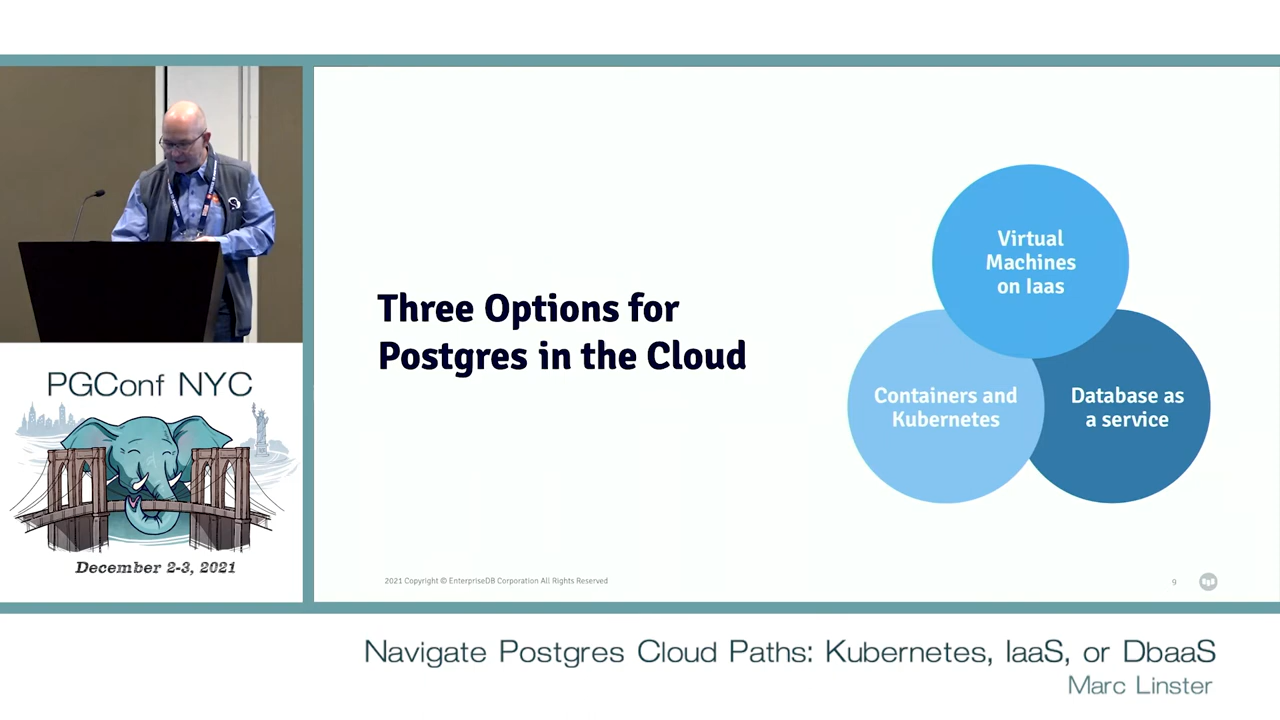 Three Options for
Postgres in the Cloud
Virtual
Machines
on Iaas
Containers and
Kubernetes
Database as
a service
2021 Copyright © EnterpriseDB Corporation All Rights Reserved
9
PGConf NYC
December 2-3, 2021
Navigate Postgres Cloud Paths: Kubernetes, IaaS, or DbaaS
Marc Linster